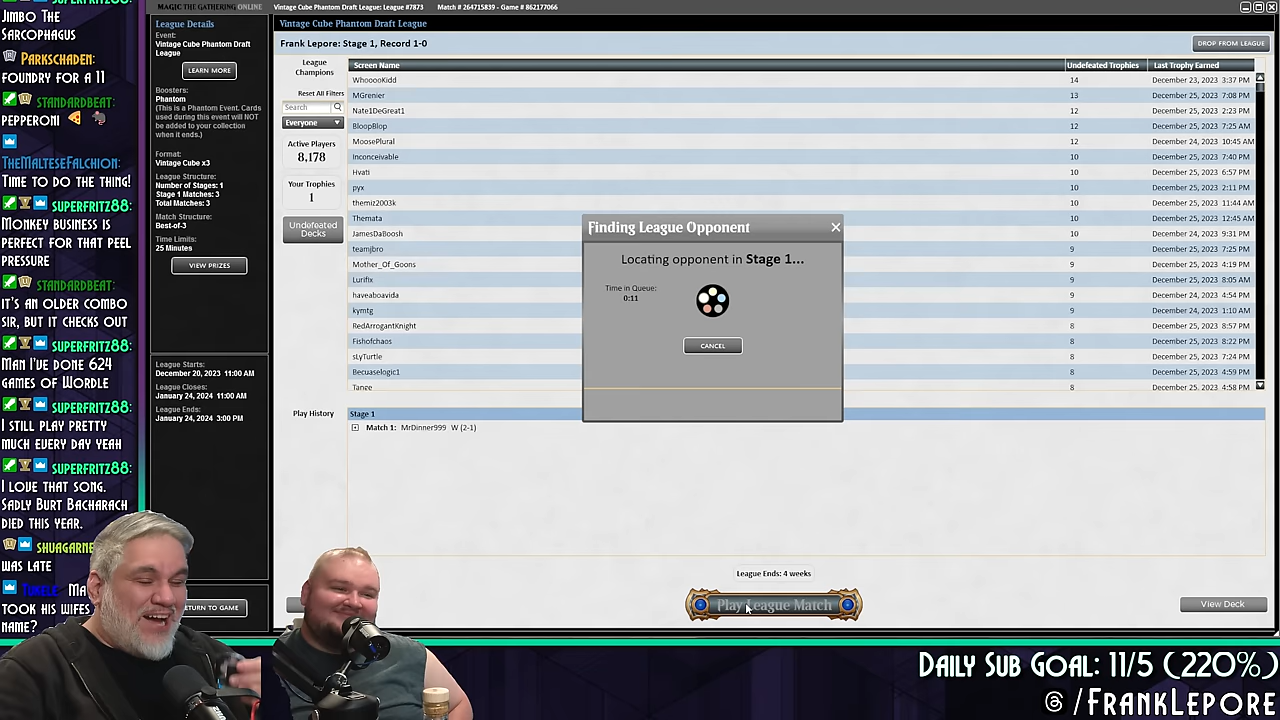 SUPERFRITZ88:
JIMBO THE
SARCOPHAGUS
PARKSCHADEN:
FOUNDRY FOR A 11
STANDARDBEAT:
PEPPERONI
THEMALTESEFALCHION:
TIME TO DO THE THING!
SUPERFRITZ88:
MONKEY BUSINESS IS
PERFECT FOR THAT PEEL
PRESSURE
STANDARDBEAT:
IT'S AN OLDER COMBO
SIR, BUT IT CHECKS OUT
SUPERFRITZ88:
MAN I'VE DONE 624
GAMES OF WORDLE
SUPERFRITZ88:
I STILL PLAY PRETTY
MUCH EVERY DAY YEAH
SUPERFRITZ88:
I LOVE THAT SONG.
SADLY BURT BACHARACH
DIED THIS YEAR.
SHUAGARNE
WAS LATE
TUKELE: MA
TOOK HIS WIFES
NAME?
MAGIC THE GATHERING ONLINE
Vintage Cube Phantom Draft League: League #7873 Match # 264715839 - Game # 862177066
League Details
Event:
Vintage Cube Phantom Draft
League
LEARN MORE
Boosters:
Phantom
(This is a Phantom Event. Cards
used during this event will NOT
be added to your collection
when it ends.)
Format:
Vintage Cube x3
League Structure:
Number of Stages: 1
Stage 1 Matches: 3
Total Matches: 3
Match Structure:
Best-of-3
Time Limits:
25 Minutes
VIEW PRIZES
League Starts:
December 20, 2023 11:00 AM
League Closes:
January 24, 2024 11:00 AM
League Ends:
January 24, 2024 3:00 PM
RETURN TO GAME
Vintage Cube Phantom Draft League
Frank Lepore: Stage 1, Record 1-0
DROP FROM LEAGUE
League
Champions
Reset All Filters
Search
Everyone
Active Players
8,178
Your Trophies
1
Undefeated
Decks
Screen Name Undefeated Trophies Last Trophy Earned
WhooooKidd 14 December 23, 2023 3:37 PM
MGrenier 13 December 25, 2023 7:08 PM
Nate1DeGreat1 12 December 25, 2023 2:23 PM
BloopBlop 12 December 25, 2023 7:25 AM
MoosePlural 12 December 24, 2023 10:45 AM
Inconceivable 10 December 25, 2023 7:40 PM
Hvati 10 December 25, 2023 6:57 PM
pyx 10 December 25, 2023 2:11 PM
themiz2003k 10 December 25, 2023 11:44 AM
Themata 10 December 25, 2023 12:45 AM
JamesDaBoosh 10 December 24, 2023 9:31 PM
teamjbro 9 December 25, 2023 7:25 PM
Mother_Of_Goons 9 December 25, 2023 4:19 PM
Lurifix 9 December 25, 2023 8:05 AM
haveaboavida 9 December 24, 2023 4:54 PM
kymtg 9 December 24, 2023 1:10 AM
RedArrogantKnight 8 December 25, 2023 8:57 PM
Fishofchaos 8 December 25, 2023 8:22 PM
sLyTurtle 8 December 25, 2023 7:24 PM
Becuaselogic1 8 December 25, 2023 4:59 PM
Tange 8 December 25, 2023 4:58 PM
Finding League Opponent
Locating opponent in Stage 1...
Time in Queue:
0:11
CANCEL
Play History
Stage 1
Match 1: MrDinner999 W (2-1)
League Ends: 4 weeks
Play League Match
View Deck
DAILY SUB GOAL: 11/5 (220%)
@/FRANKLEPORE